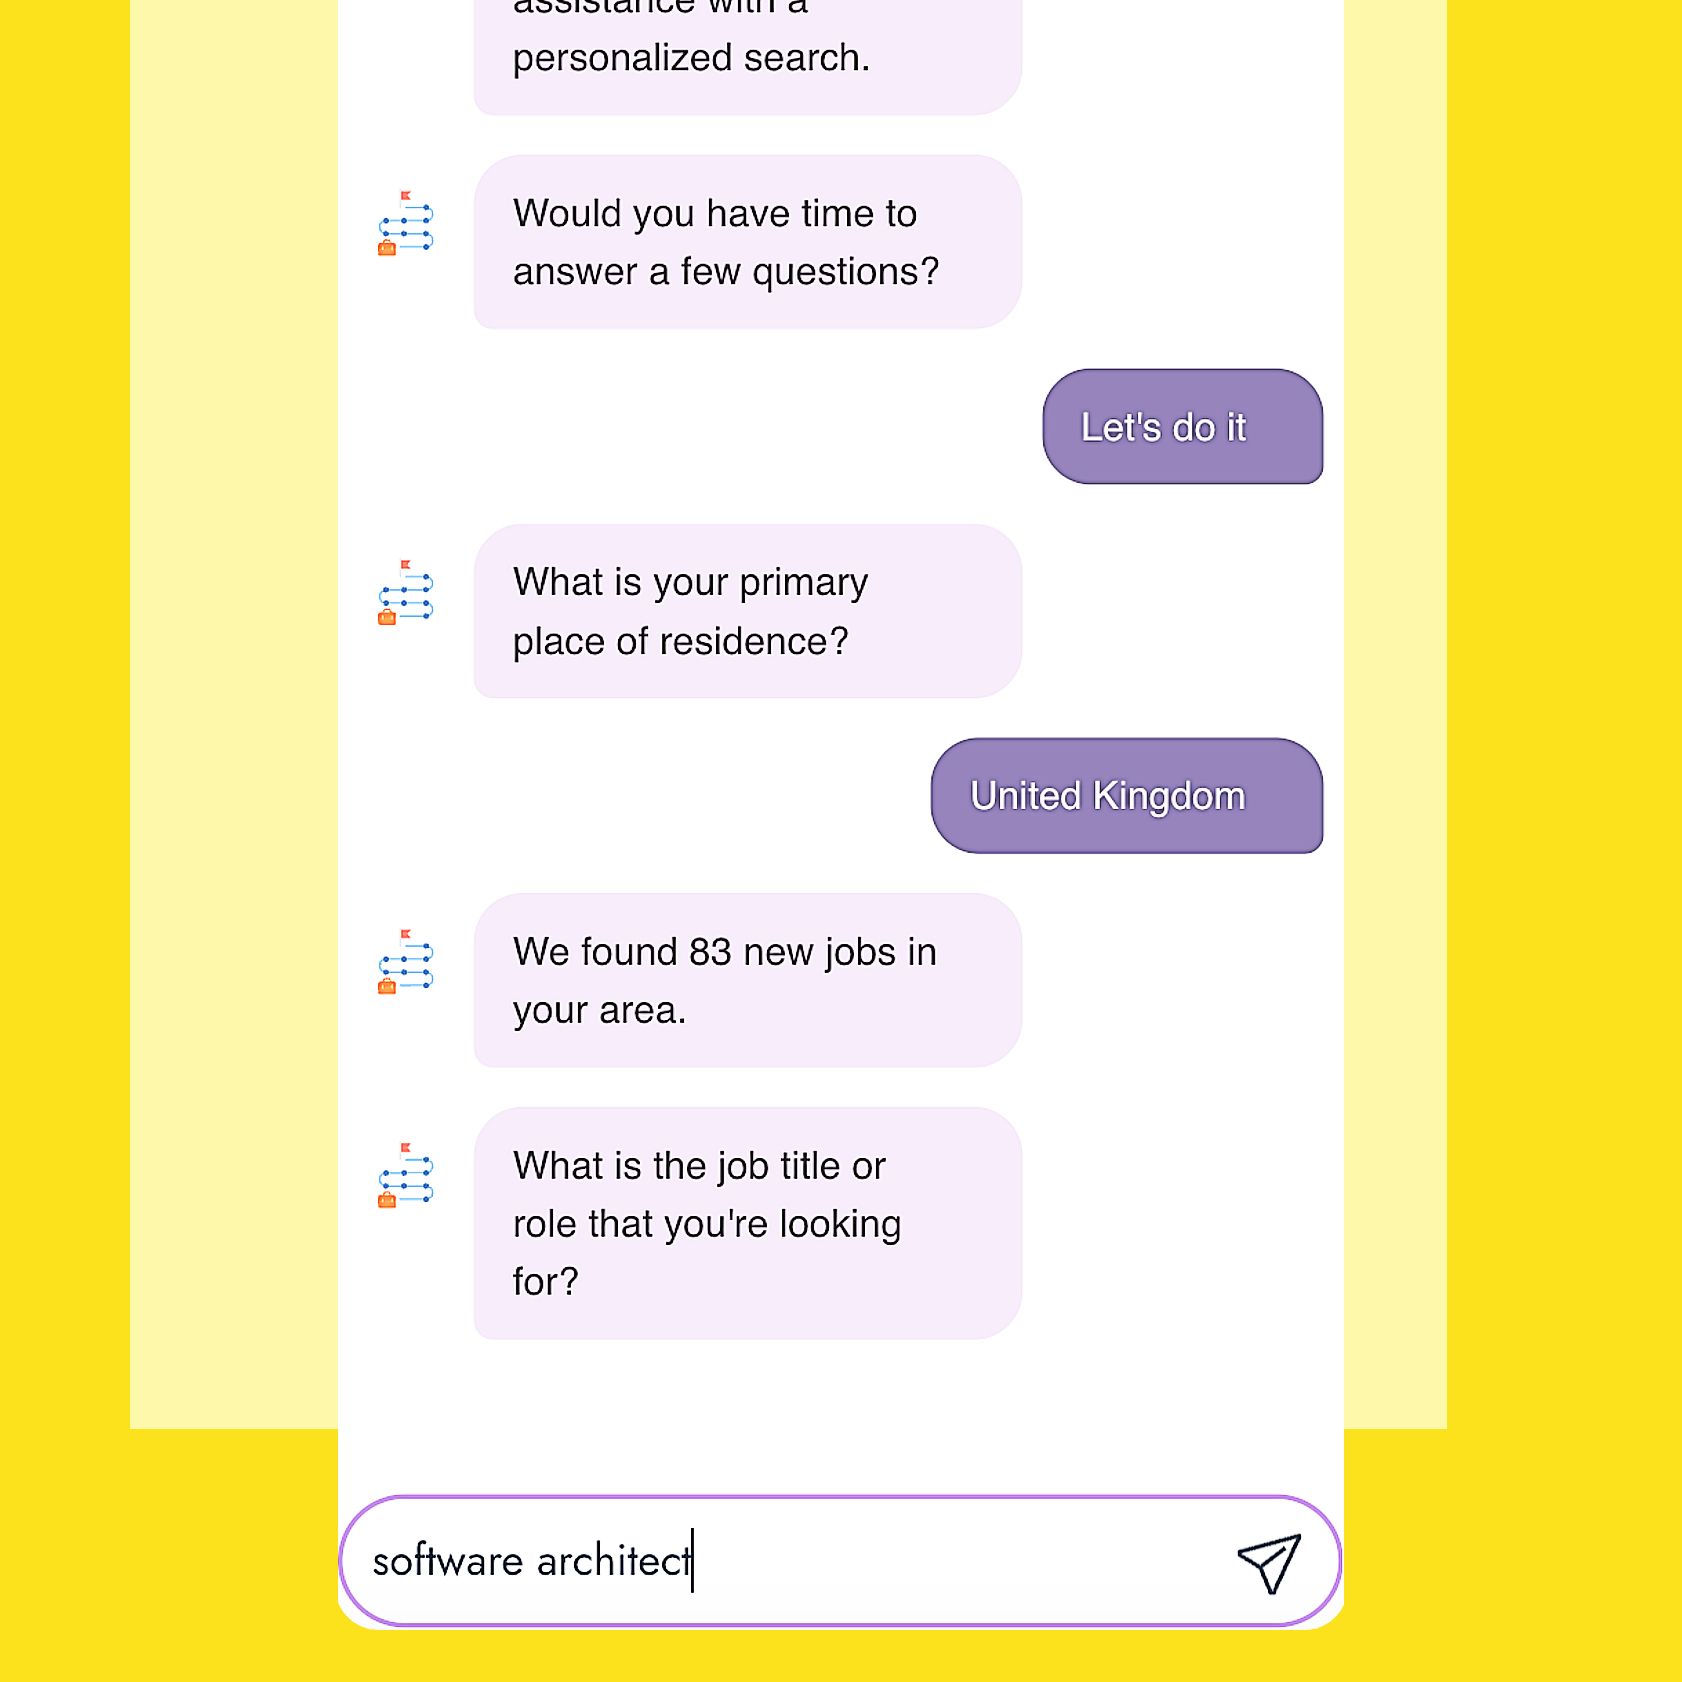 assistance with a
personalized search.
Would you have time to
answer a few questions?
Let's do it
What is your primary
place of residence?
United Kingdom
We found 83 new jobs in
your area.
What is the job title or
role that you're looking
for?
software architect